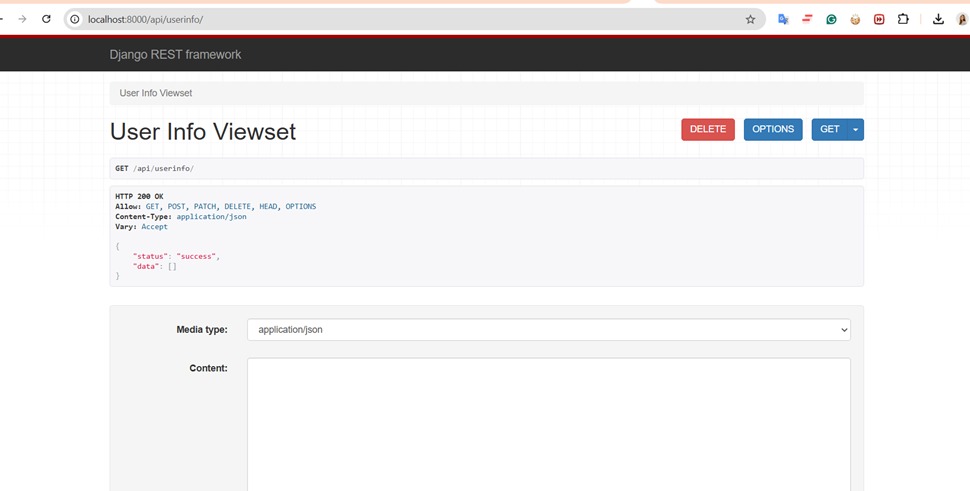 localhost:8000/api/userinfo/
Django REST framework
User Info Viewset
User Info Viewset
DELETE OPTIONS GET
GET /api/userinfo/
HTTP 200 OK
Allow: GET, POST, PATCH, DELETE, HEAD, OPTIONS
Content-Type: application/json
Vary: Accept
{
"status": "success",
"data": []
}
Media type: application/json
Content: